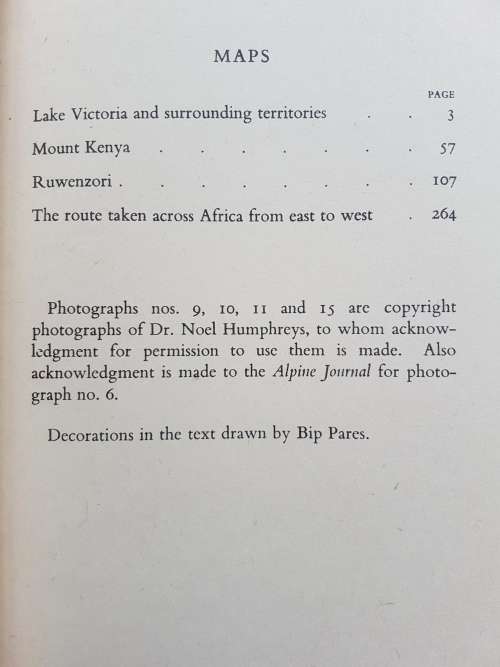 MAPS
PAGE
Lake Victoria and surrounding territories . . 3
Mount Kenya . . . . . . . 57
Ruwenzori . . . . . . . . 107
The route taken across Africa from east to west . 264
Photographs nos. 9, 10, 11 and 15 are copyright
photographs of Dr. Noel Humphreys, to whom acknow-
ledgment for permission to use them is made. Also
acknowledgment is made to the Alpine Journal for photo-
graph no. 6.
Decorations in the text drawn by Bip Pares.